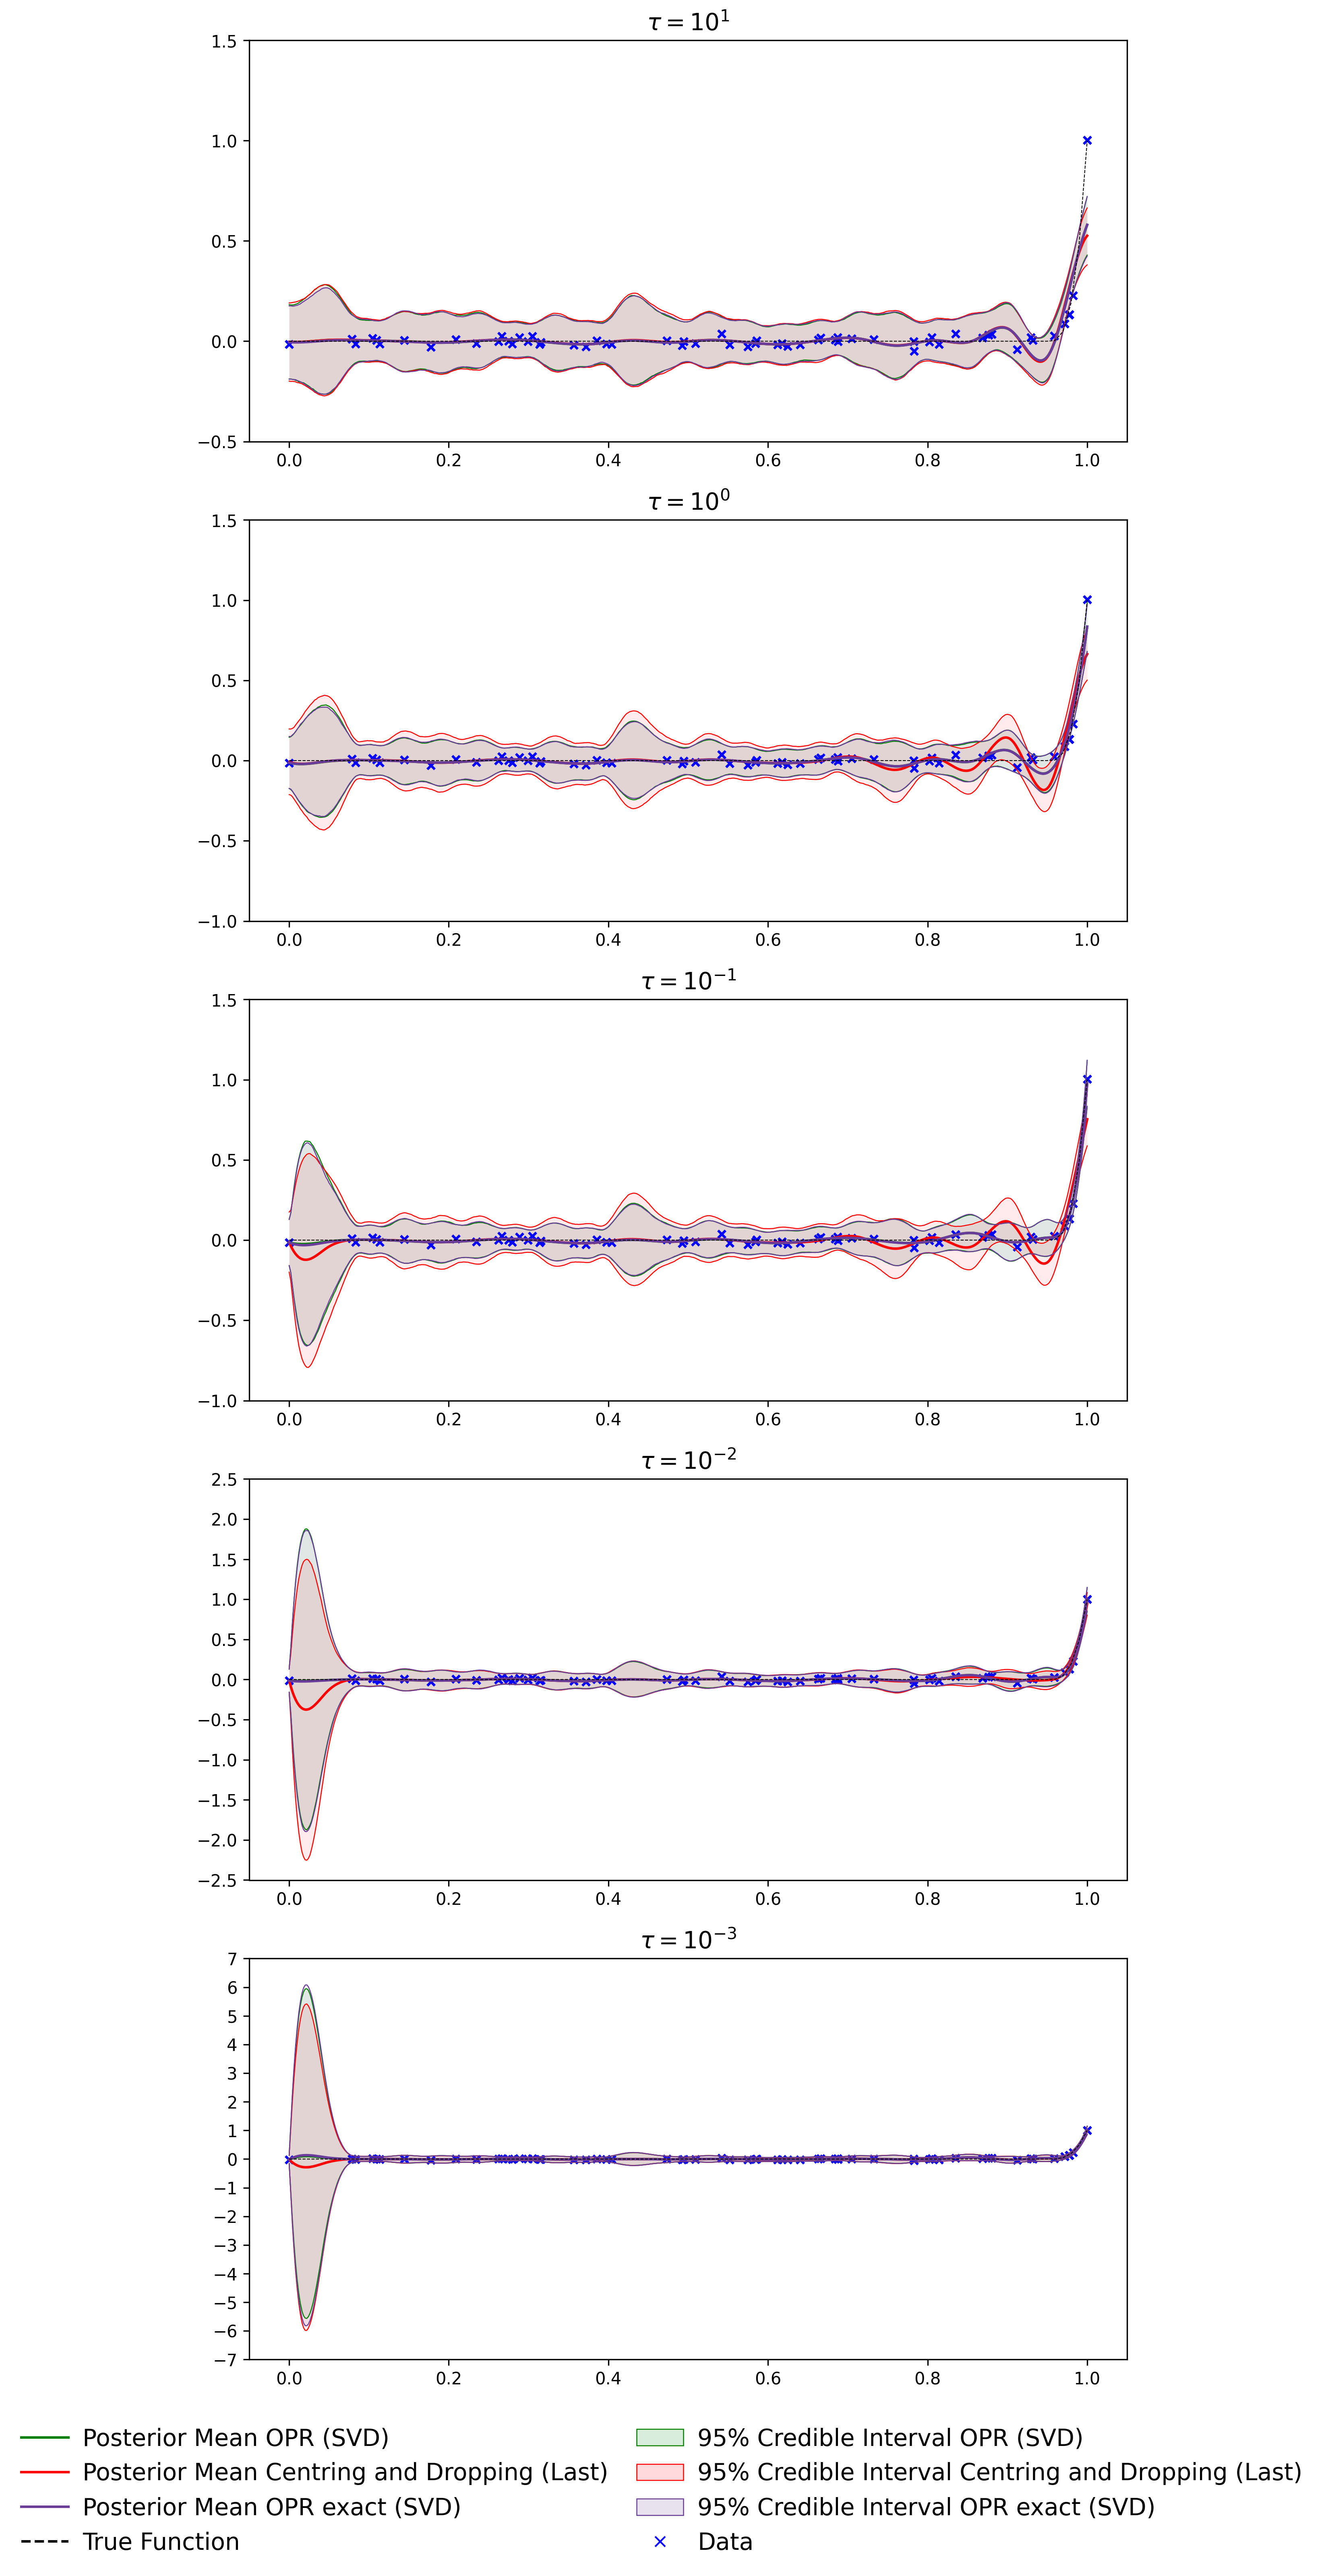 τ = 10¹
1.5
1.0
0.5
0.0
−0.5
0.0 0.2 0.4 0.6 0.8 1.0
τ = 10⁰
1.5
1.0
0.5
0.0
−0.5
−1.0
0.0 0.2 0.4 0.6 0.8 1.0
τ = 10⁻¹
1.5
1.0
0.5
0.0
−0.5
−1.0
0.0 0.2 0.4 0.6 0.8 1.0
τ = 10⁻²
2.5
2.0
1.5
1.0
0.5
0.0
−0.5
−1.0
−1.5
−2.0
−2.5
0.0 0.2 0.4 0.6 0.8 1.0
τ = 10⁻³
7
6
5
4
3
2
1
0
−1
−2
−3
−4
−5
−6
−7
0.0 0.2 0.4 0.6 0.8 1.0
Posterior Mean OPR (SVD)
Posterior Mean Centring and Dropping (Last)
Posterior Mean OPR exact (SVD)
True Function
95% Credible Interval OPR (SVD)
95% Credible Interval Centring and Dropping (Last)
95% Credible Interval OPR exact (SVD)
Data